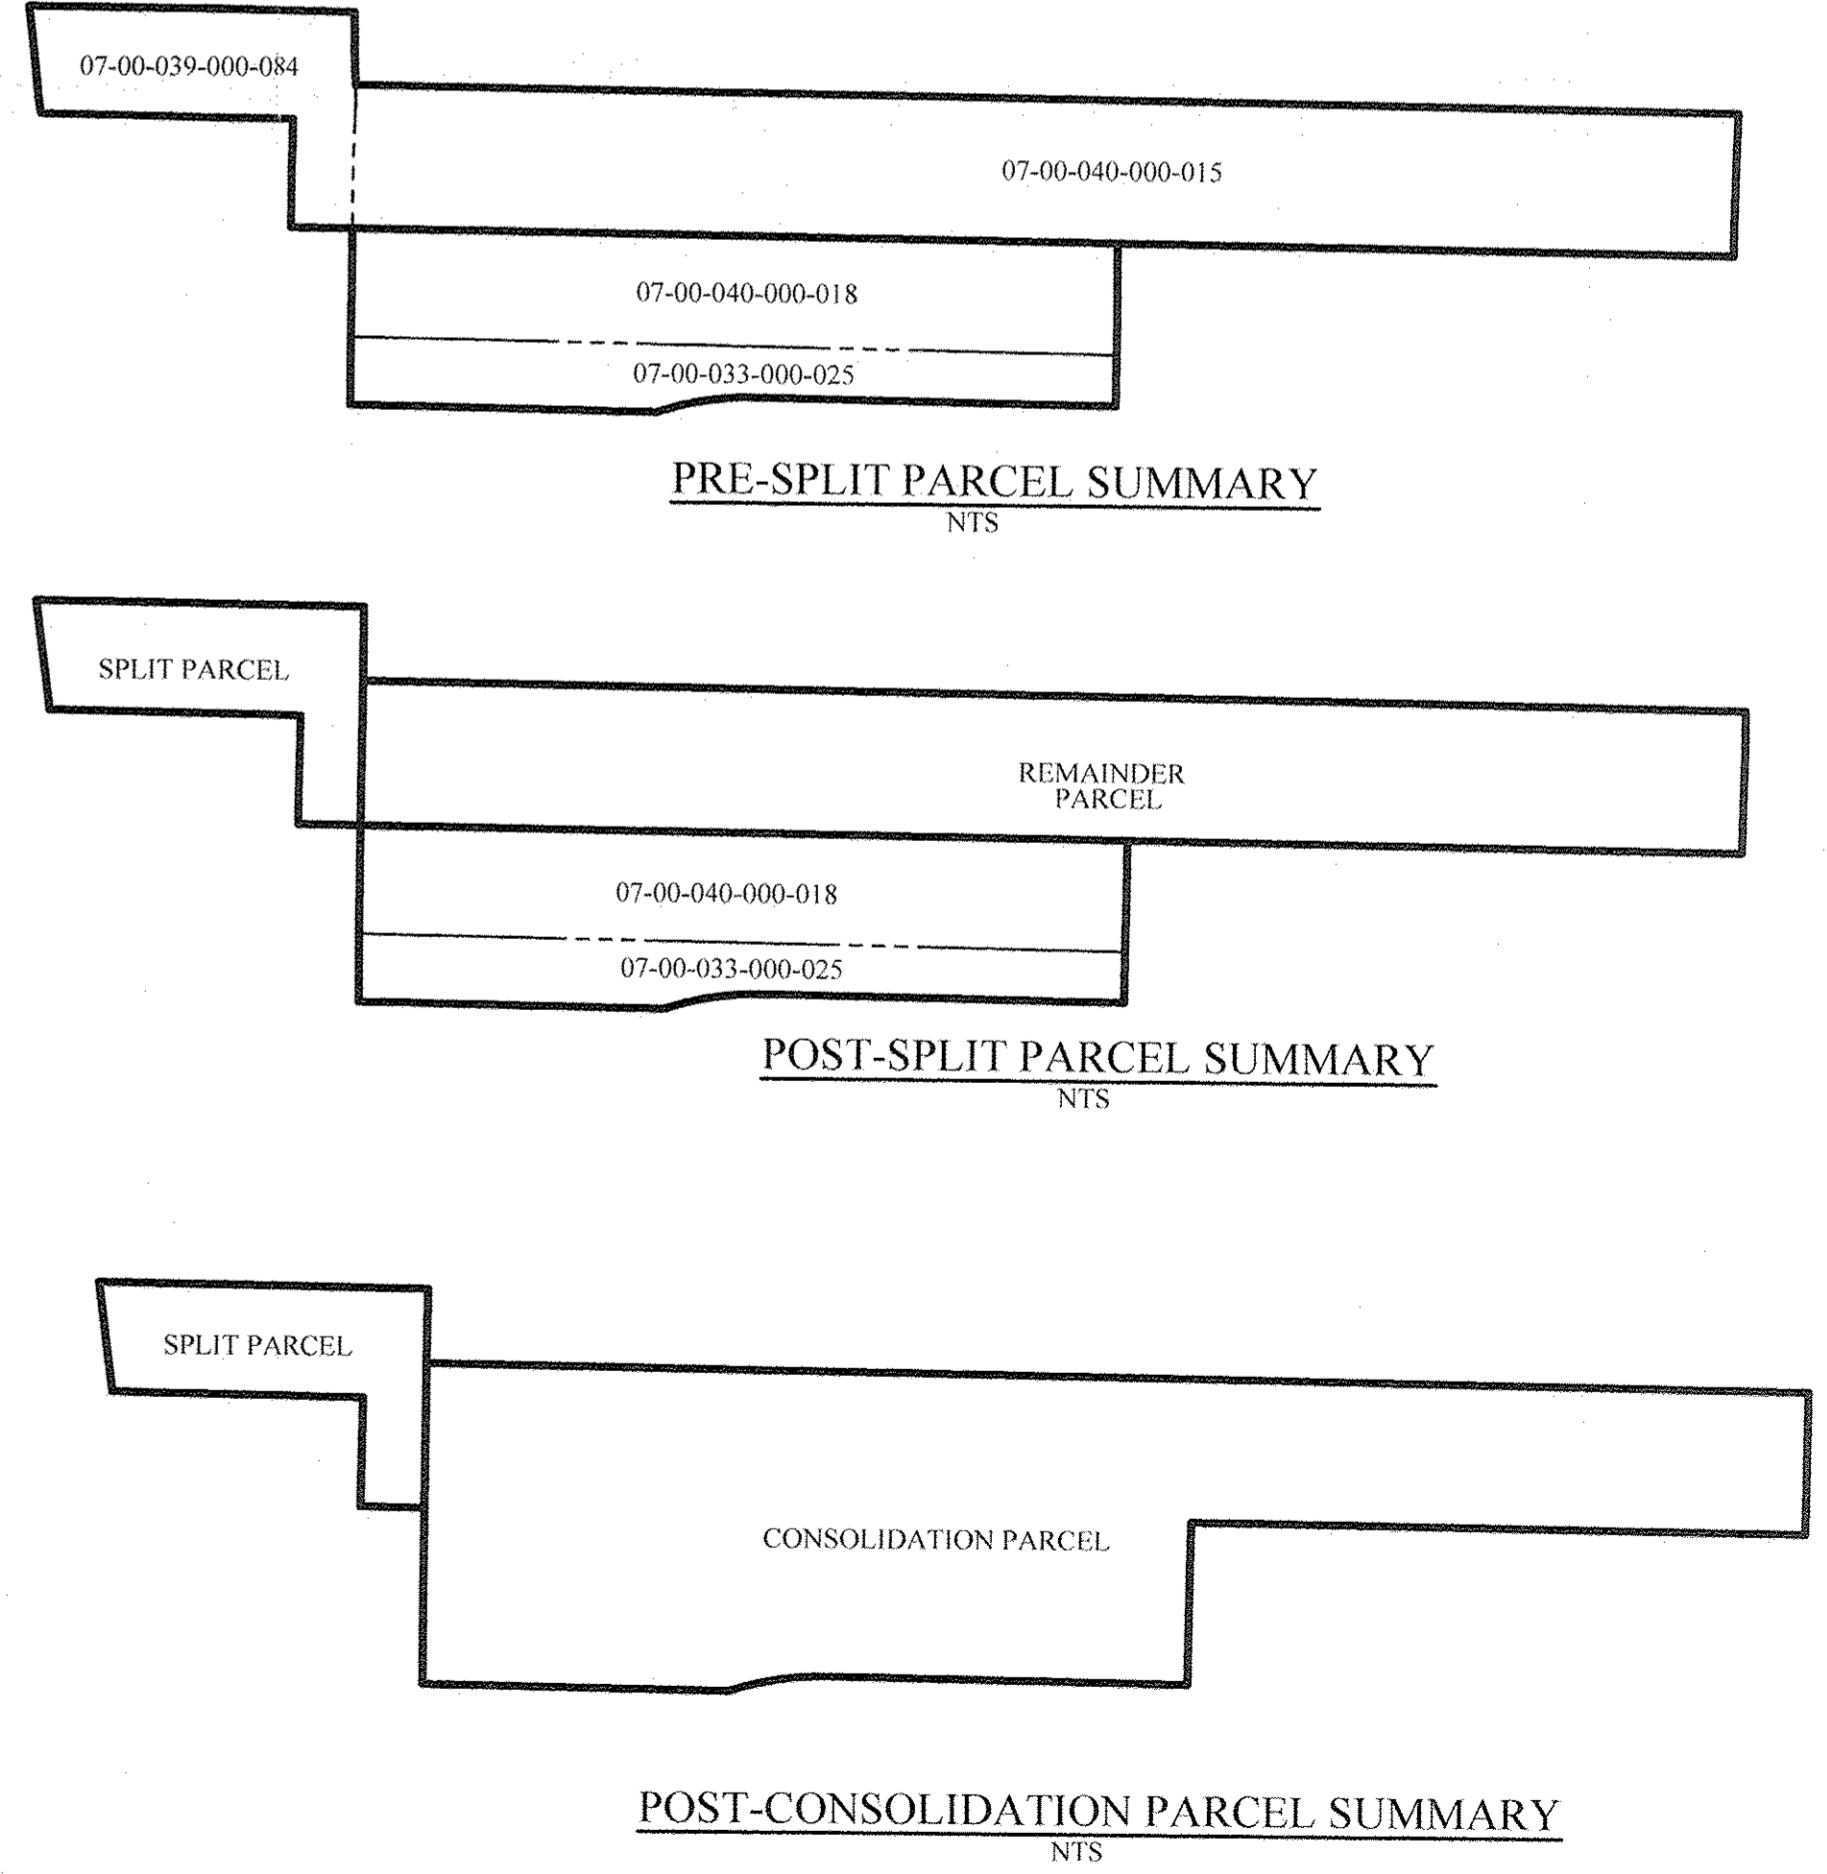 07-00-039-000-084
07-00-040-000-015
07-00-040-000-018
07-00-033-000-025
PRE-SPLIT PARCEL SUMMARY
NTS
SPLIT PARCEL
REMAINDER
PARCEL
07-00-040-000-018
07-00-033-000-025
POST-SPLIT PARCEL SUMMARY
NTS
SPLIT PARCEL
CONSOLIDATION PARCEL
POST-CONSOLIDATION PARCEL SUMMARY
NTS